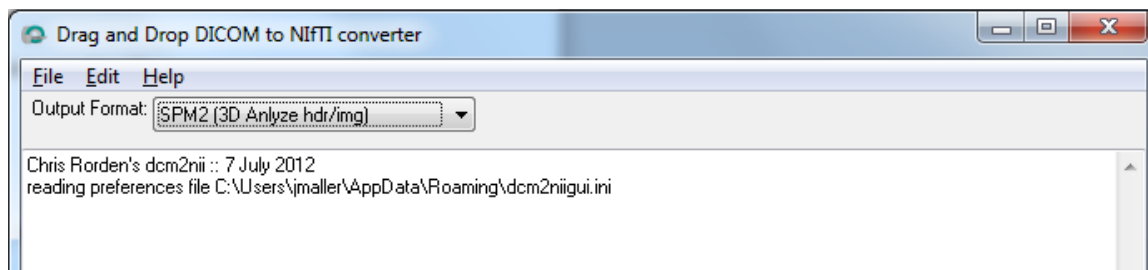 Drag and Drop DICOM to NIfTI converter
File Edit Help
Output Format: SPM2 (3D Anlyze hdr/img)
Chris Rorden's dcm2nii :: 7 July 2012
reading preferences file C:\Users\jmaller\AppData\Roaming\dcm2niigui.ini